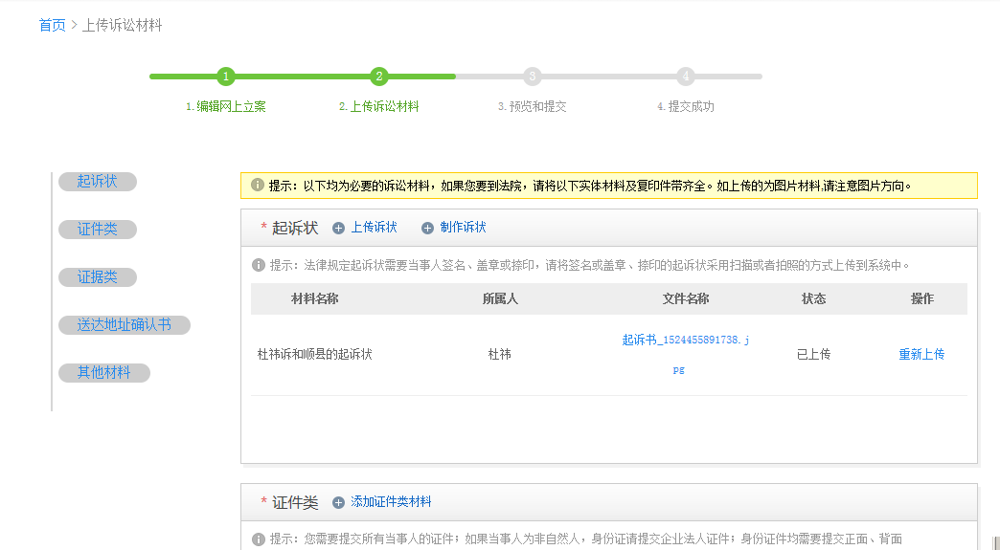 首页 > 上传诉讼材料
1 2 3 4
1.编辑网上立案 2.上传诉讼材料 3.预览和提交 4.提交成功
起诉状
证件类
证据类
送达地址确认书
其他材料
提示：以下均为必要的诉讼材料，如果您要到法院，请将以下实体材料及复印件带齐全。如上传的为图片材料,请注意图片方向。
* 起诉状 上传诉状 制作诉状
提示：法律规定起诉状需要当事人签名、盖章或捺印，请将签名或盖章、捺印的起诉状采用扫描或者拍照的方式上传到系统中。
材料名称 所属人 文件名称 状态 操作
杜祎诉和顺县的起诉状 杜祎 起诉书_1524455891738.j 已上传 重新上传
pg
* 证件类 添加证件类材料
提示：您需要提交所有当事人的证件；如果当事人为非自然人，身份证请提交企业法人证件；身份证件均需要提交正面、背面